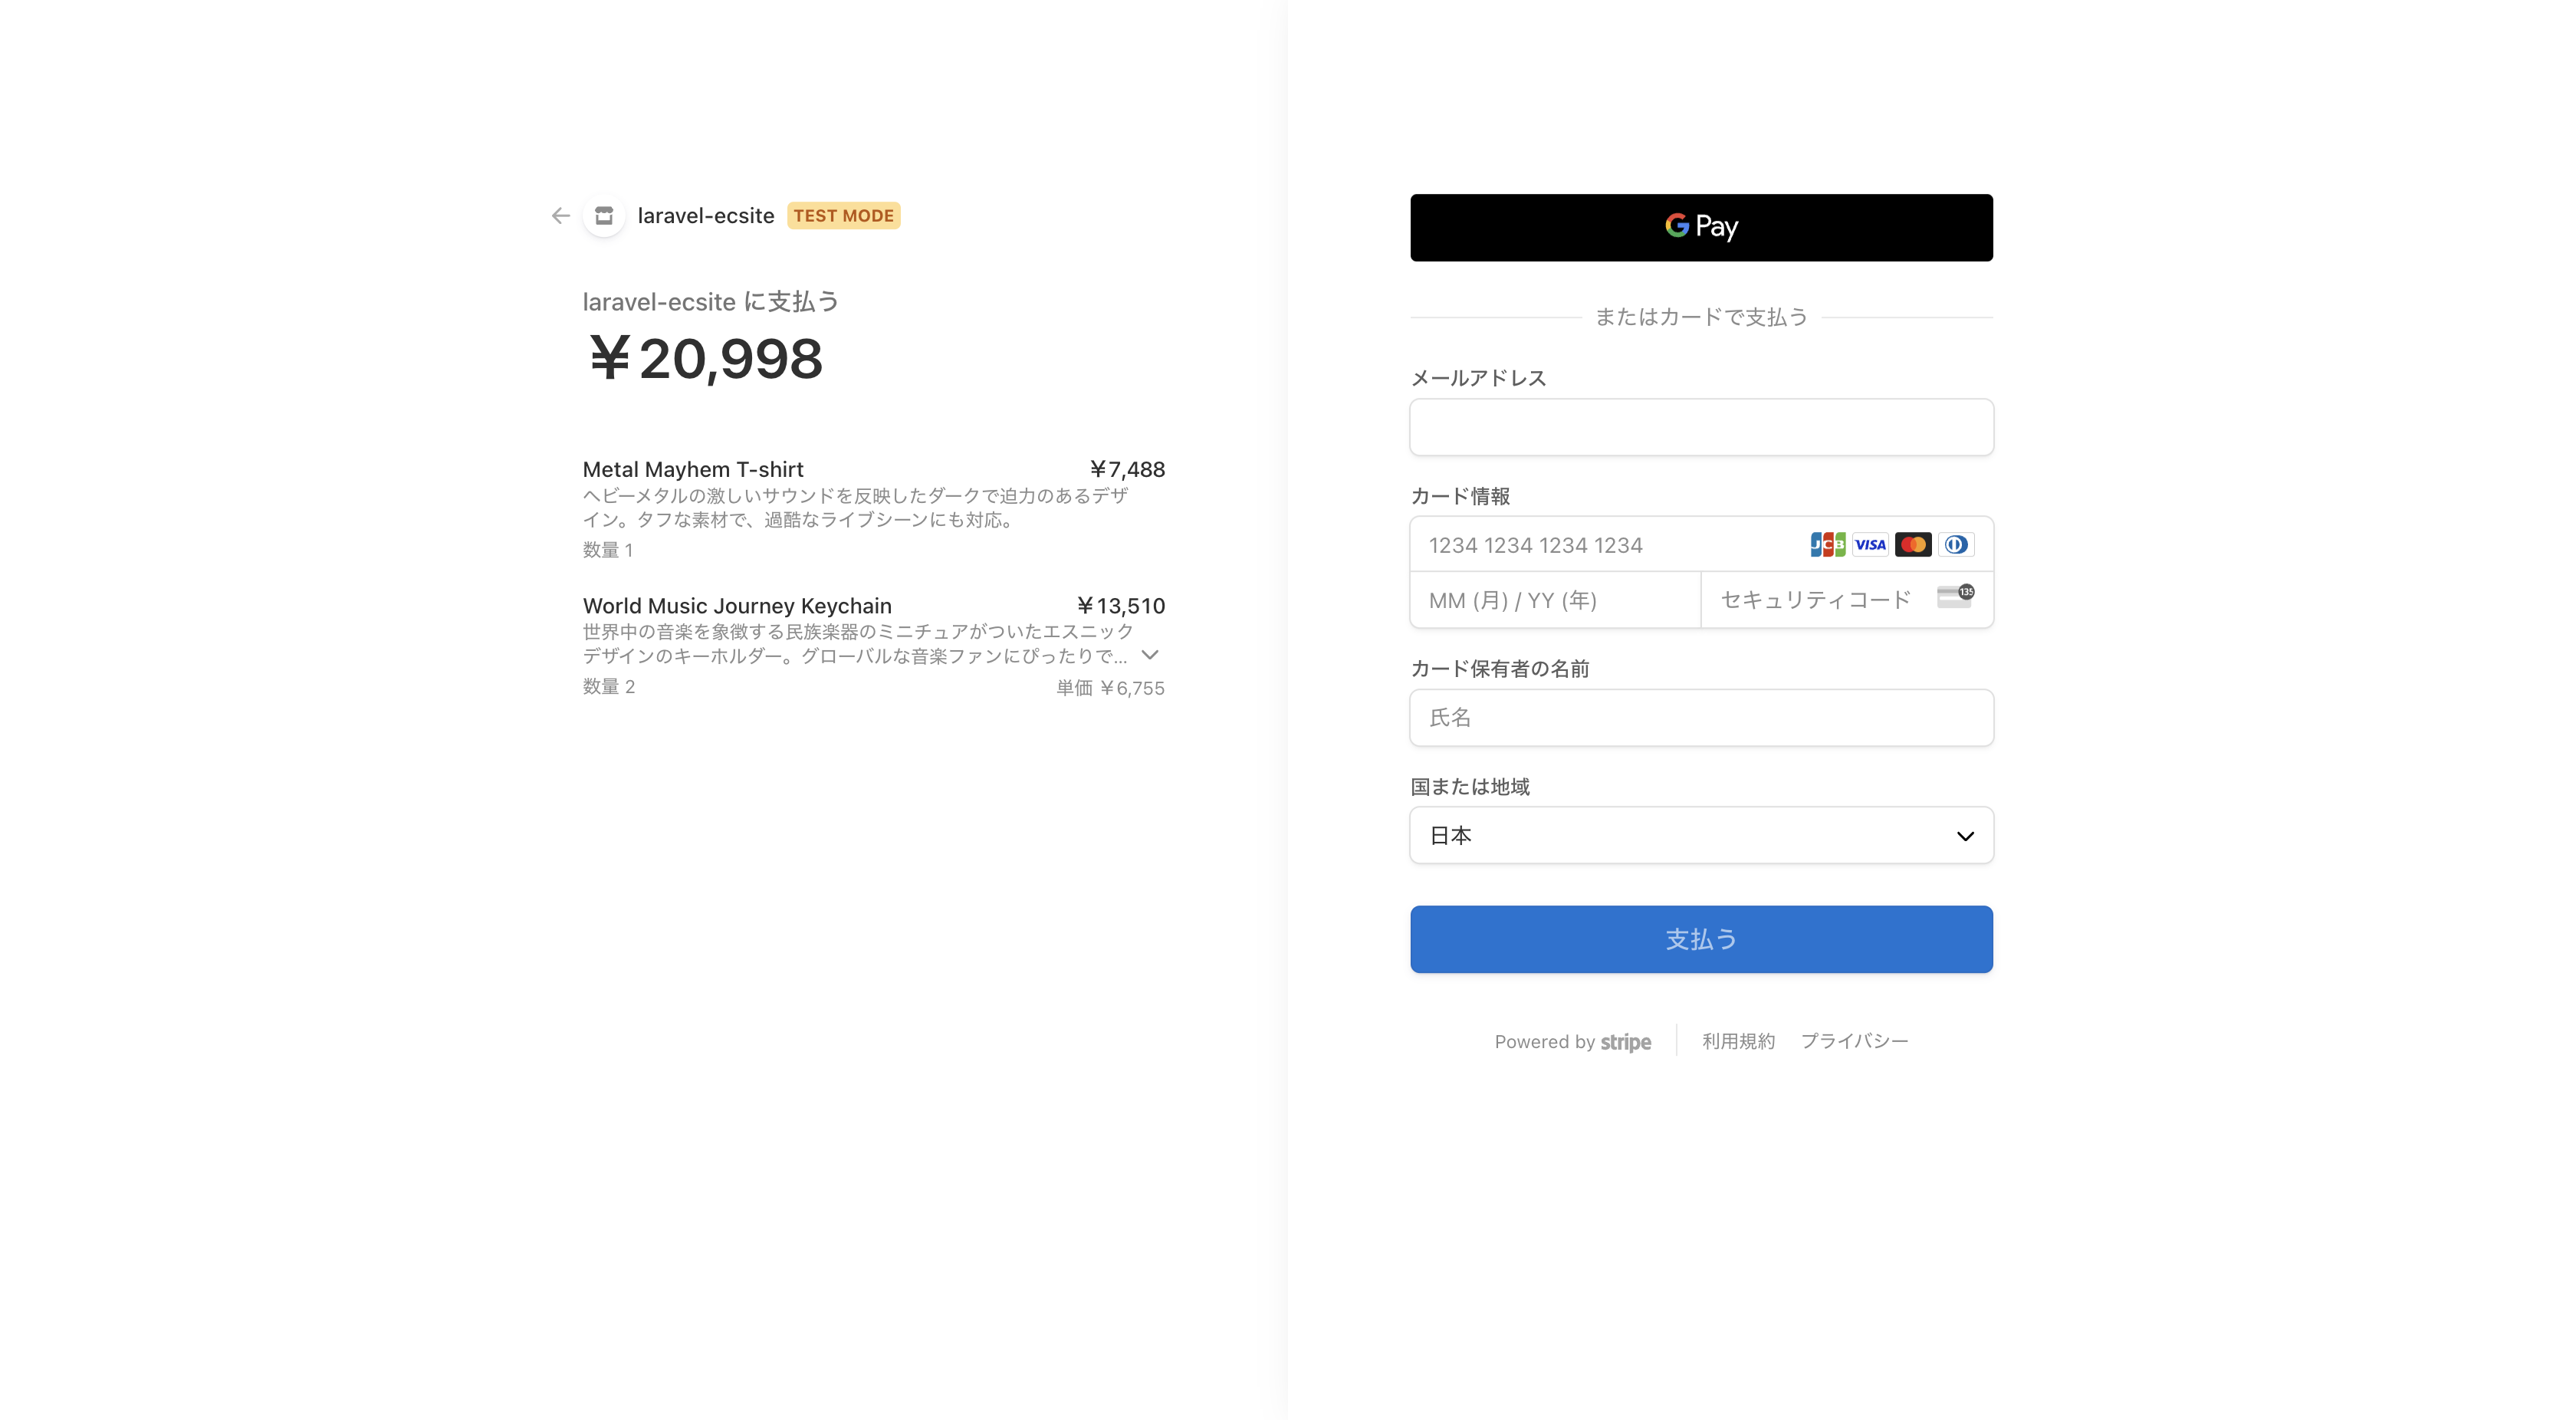 laravel-ecsite TEST MODE
laravel-ecsite に支払う
￥20,998
Metal Mayhem T-shirt ￥7,488
ヘビーメタルの激しいサウンドを反映したダークで迫力のあるデザ
イン。タフな素材で、過酷なライブシーンにも対応。
数量 1
World Music Journey Keychain ￥13,510
世界中の音楽を象徴する民族楽器のミニチュアがついたエスニック
デザインのキーホルダー。グローバルな音楽ファンにぴったりで...
数量 2 単価 ￥6,755
G Pay
またはカードで支払う
メールアドレス
カード情報
1234 1234 1234 1234 JCB VISA
MM (月) / YY (年) セキュリティコード 135
カード保有者の名前
氏名
国または地域
日本
支払う
Powered by stripe 利用規約 プライバシー